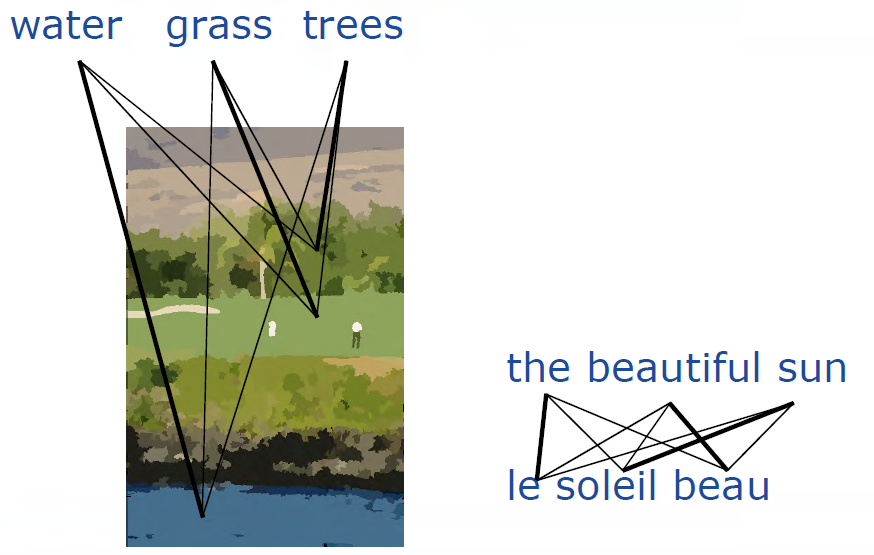 water grass trees
the beautiful sun
le soleil beau